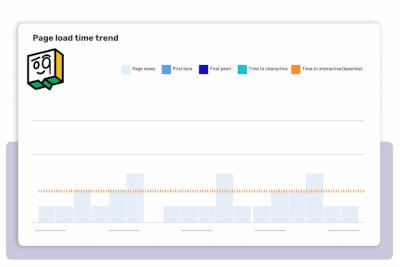 Page load time trend
Page views
First byte
First paint
Time to interactive
Time to interactive (baseline)